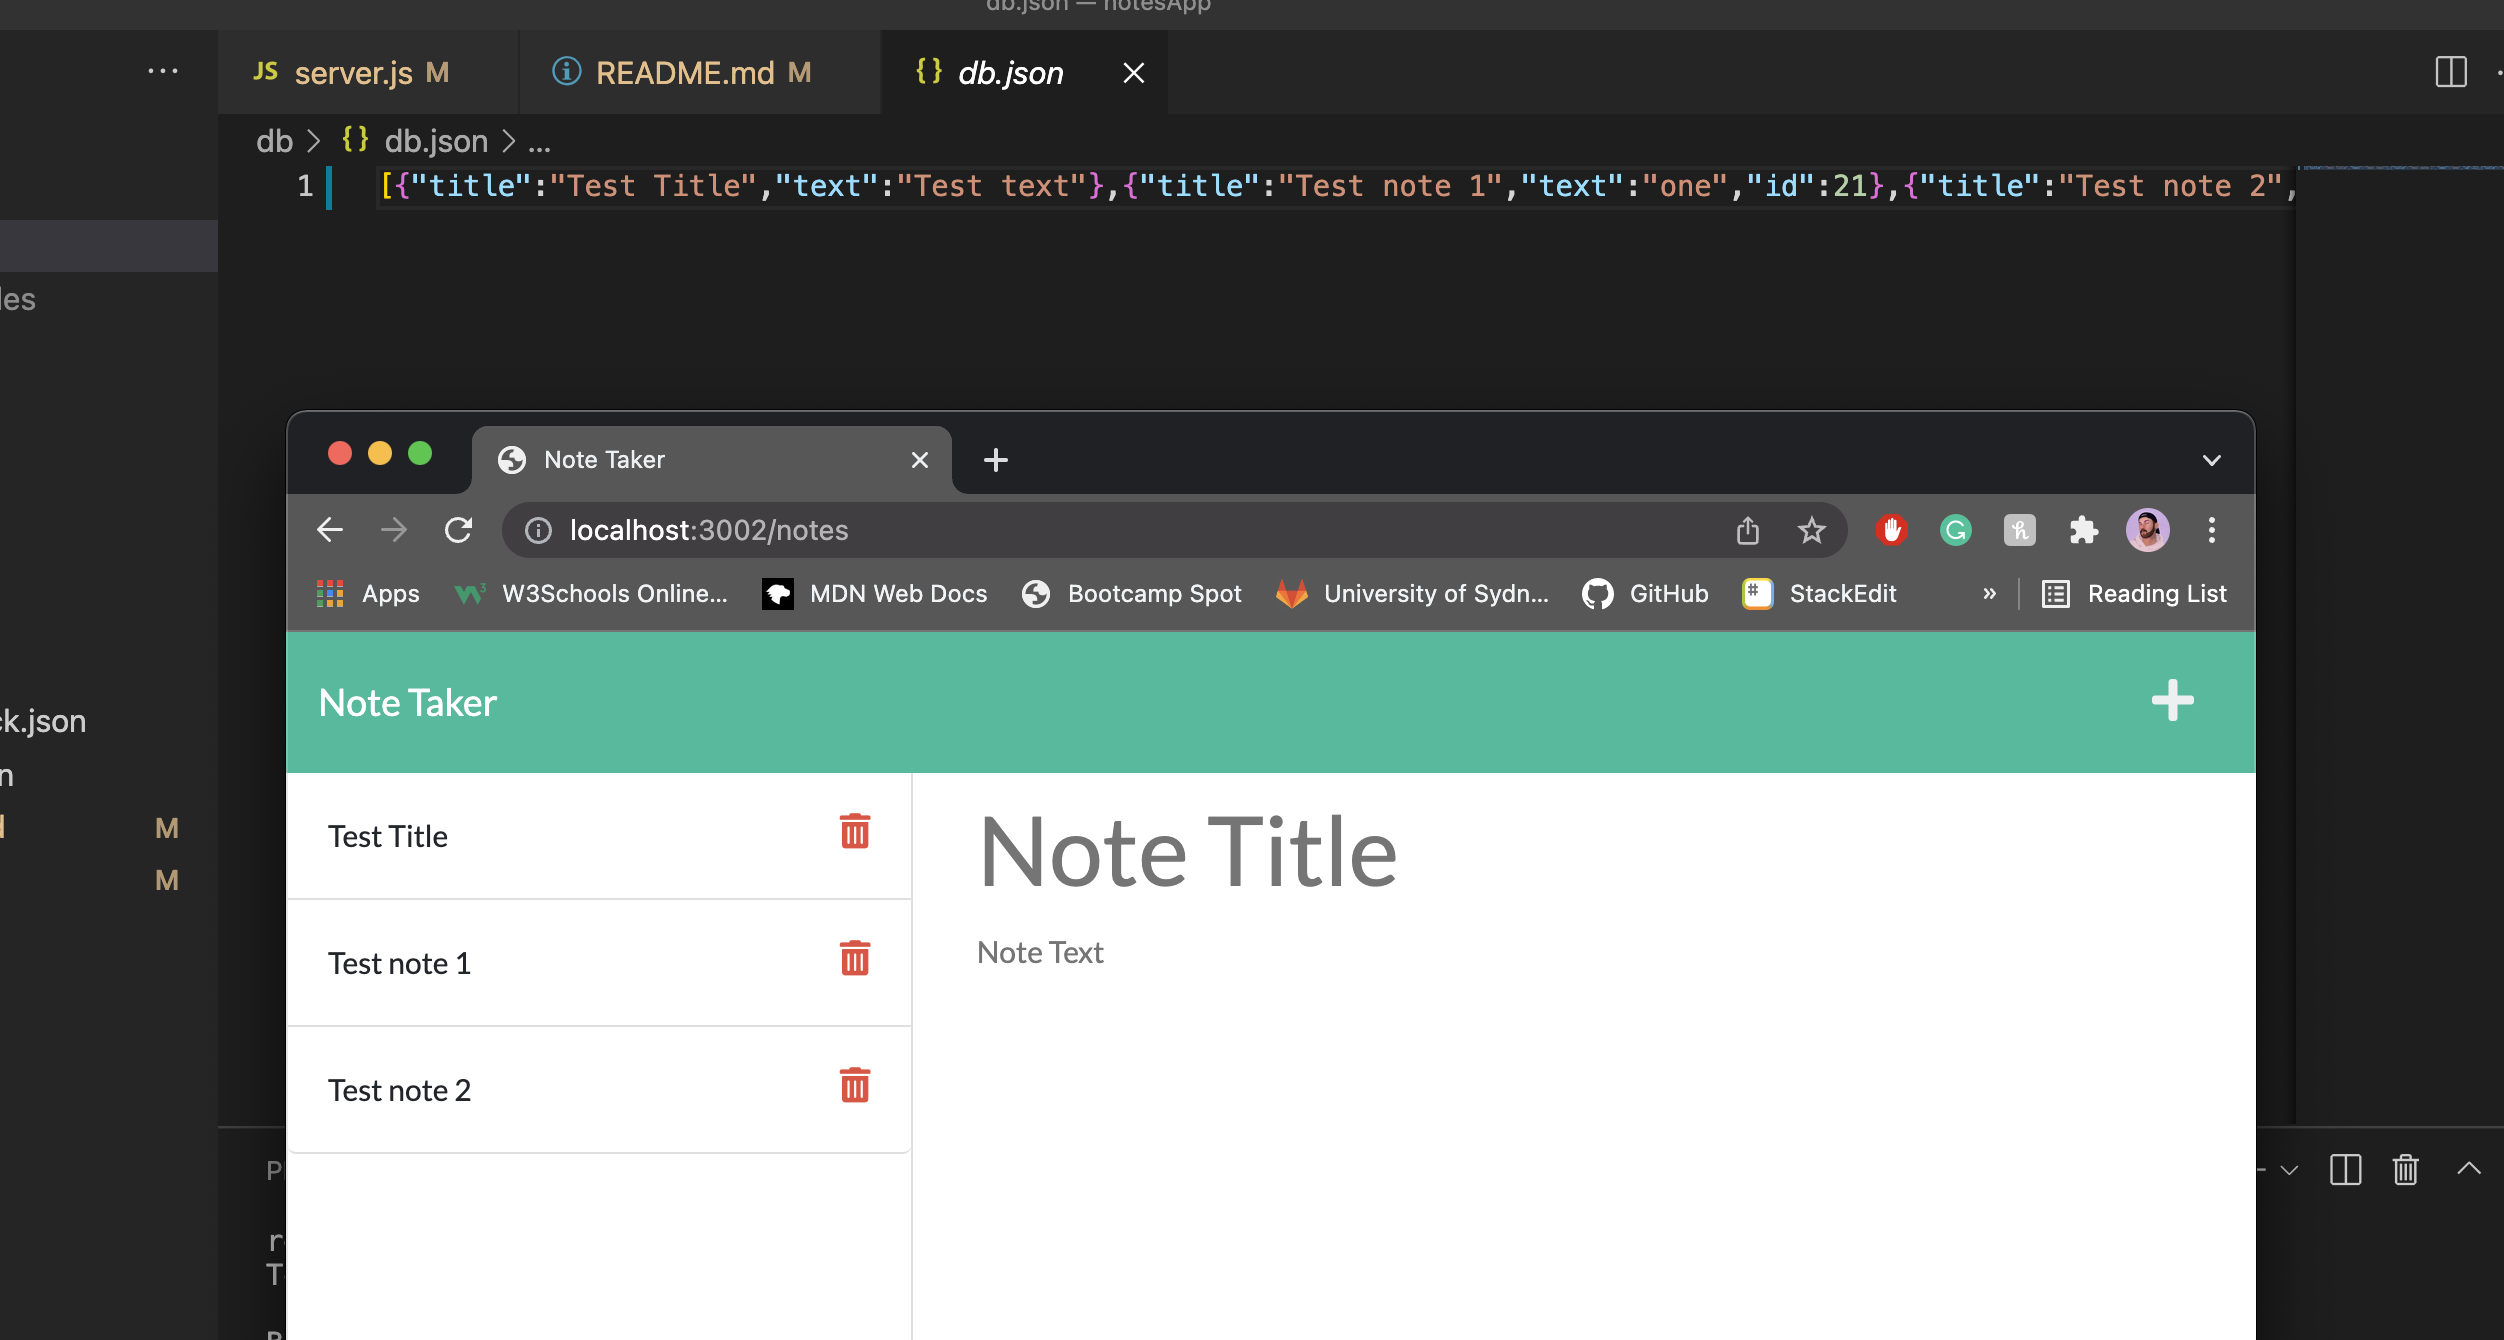 db.json — notesApp
JS server.js M README.md M {} db.json
db > {} db.json > ...
1 [{"title":"Test Title","text":"Test text"},{"title":"Test note 1","text":"one","id":21},{"title":"Test note 2",
les
Note Taker
localhost:3002/notes
Apps W3Schools Online... MDN Web Docs Bootcamp Spot University of Sydn... GitHub StackEdit » Reading List
Note Taker
ck.json
n
M
M
Test Title
Test note 1
Test note 2
Note Title
Note Text